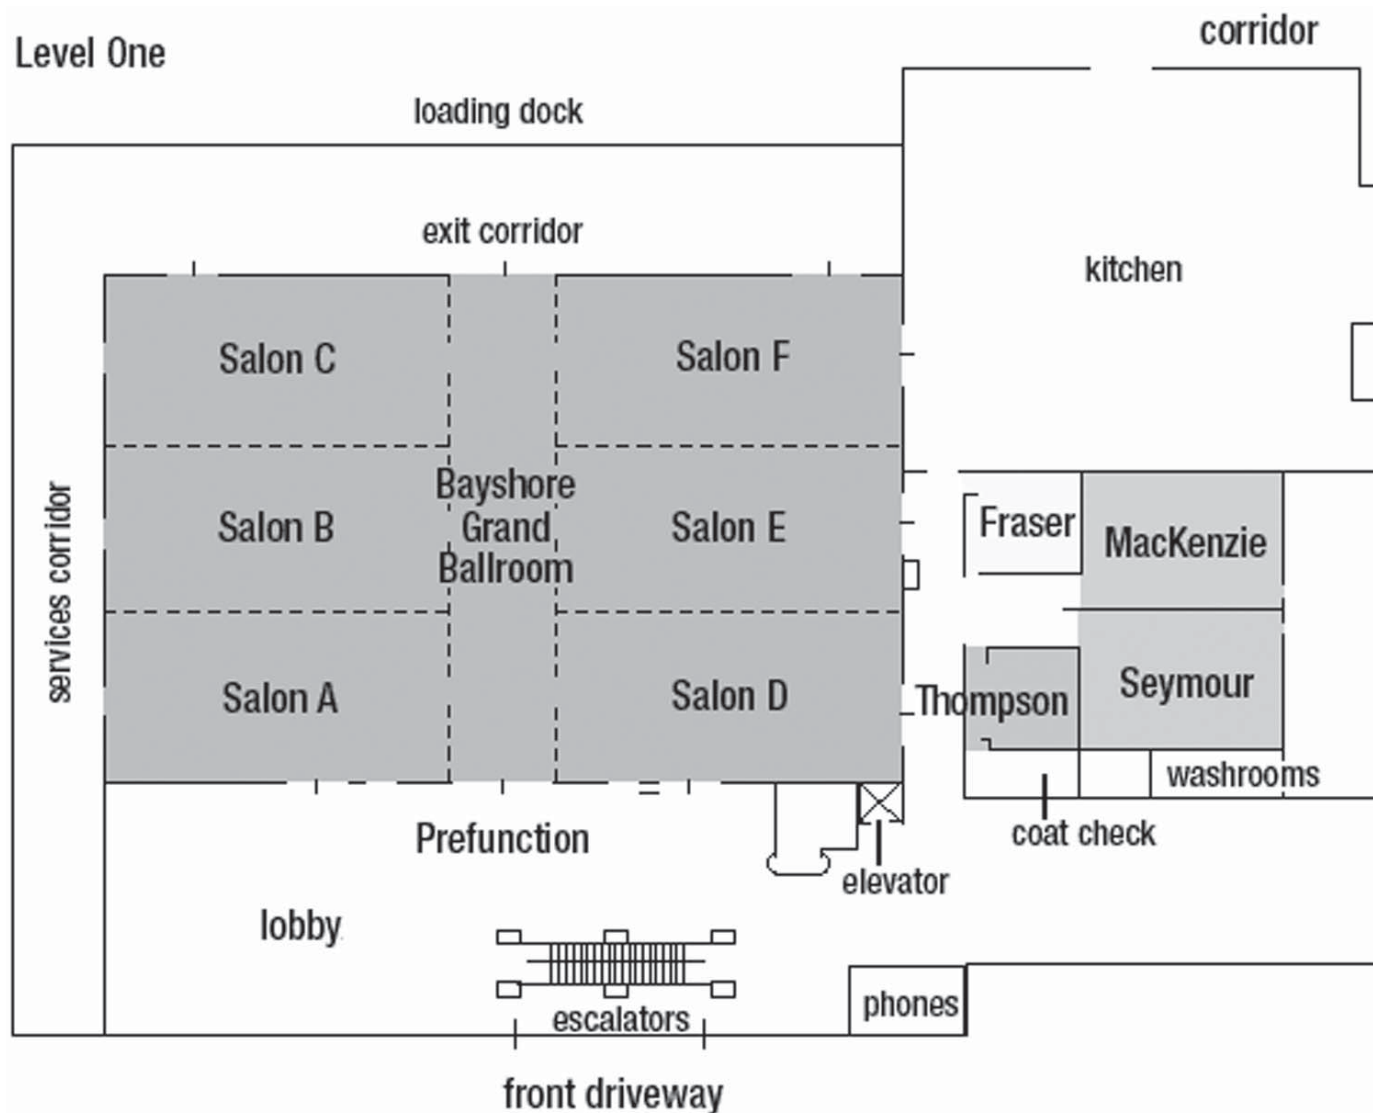 Level One
corridor
loading dock
exit corridor
kitchen
Salon C
Salon F
Bayshore
Grand
Ballroom
Salon B
Salon E
Fraser
MacKenzie
services corridor
Salon A
Salon D
Thompson
Seymour
washrooms
coat check
Prefunction
elevator
lobby
phones
escalators
front driveway